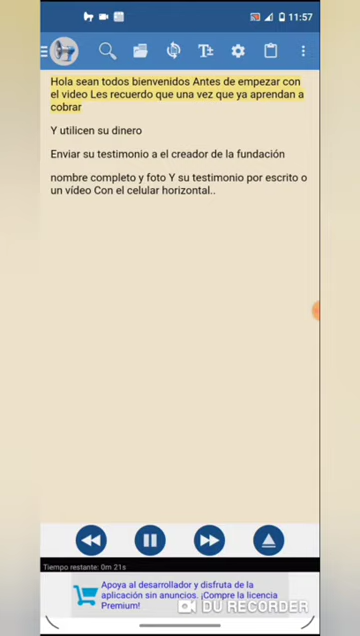 11:57
Hola sean todos bienvenidos Antes de empezar con
el video Les recuerdo que una vez que ya aprendan a
cobrar
Y utilicen su dinero
Enviar su testimonio a el creador de la fundación
nombre completo y foto Y su testimonio por escrito o
un vídeo Con el celular horizontal..
Tiempo restante: 0m 21s
Apoya al desarrollador y disfruta de la
aplicación sin anuncios. ¡Compre la licencia
Premium!
DU RECORDER